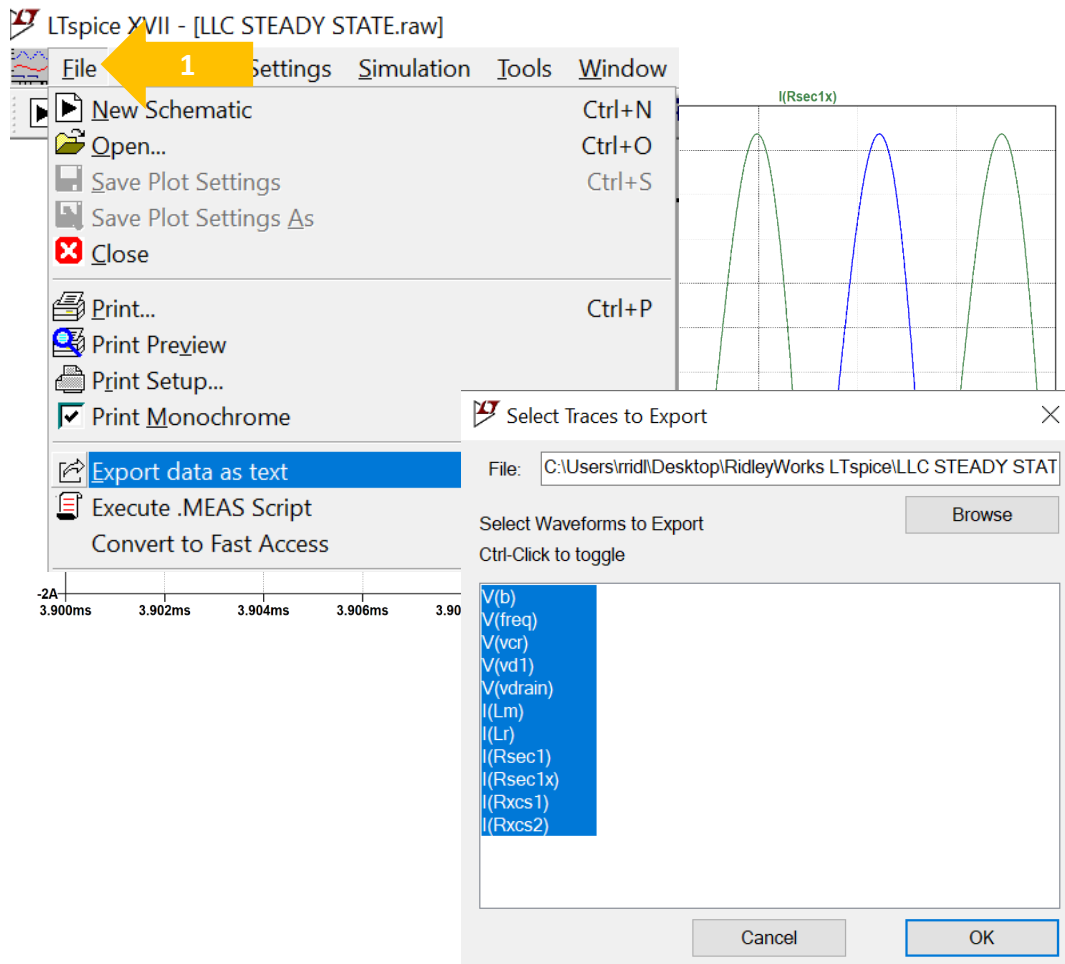 LTspice XVII - [LLC STEADY STATE.raw]
File 1 Settings Simulation Tools Window
New Schematic Ctrl+N
Open... Ctrl+O
Save Plot Settings Ctrl+S
Save Plot Settings As
Close
Print... Ctrl+P
Print Preview
Print Setup...
Print Monochrome
Export data as text
Execute .MEAS Script
Convert to Fast Access
I(Rsec1x)
-2A
3.900ms 3.902ms 3.904ms 3.906ms 3.90
Select Traces to Export
File: C:\Users\rridl\Desktop\RidleyWorks LTspice\LLC STEADY STAT
Browse
Select Waveforms to Export
Ctrl-Click to toggle
V(b)
V(freq)
V(vcr)
V(vd1)
V(vdrain)
I(Lm)
I(Lr)
I(Rsec1)
I(Rsec1x)
I(Rxcs1)
I(Rxcs2)
Cancel OK